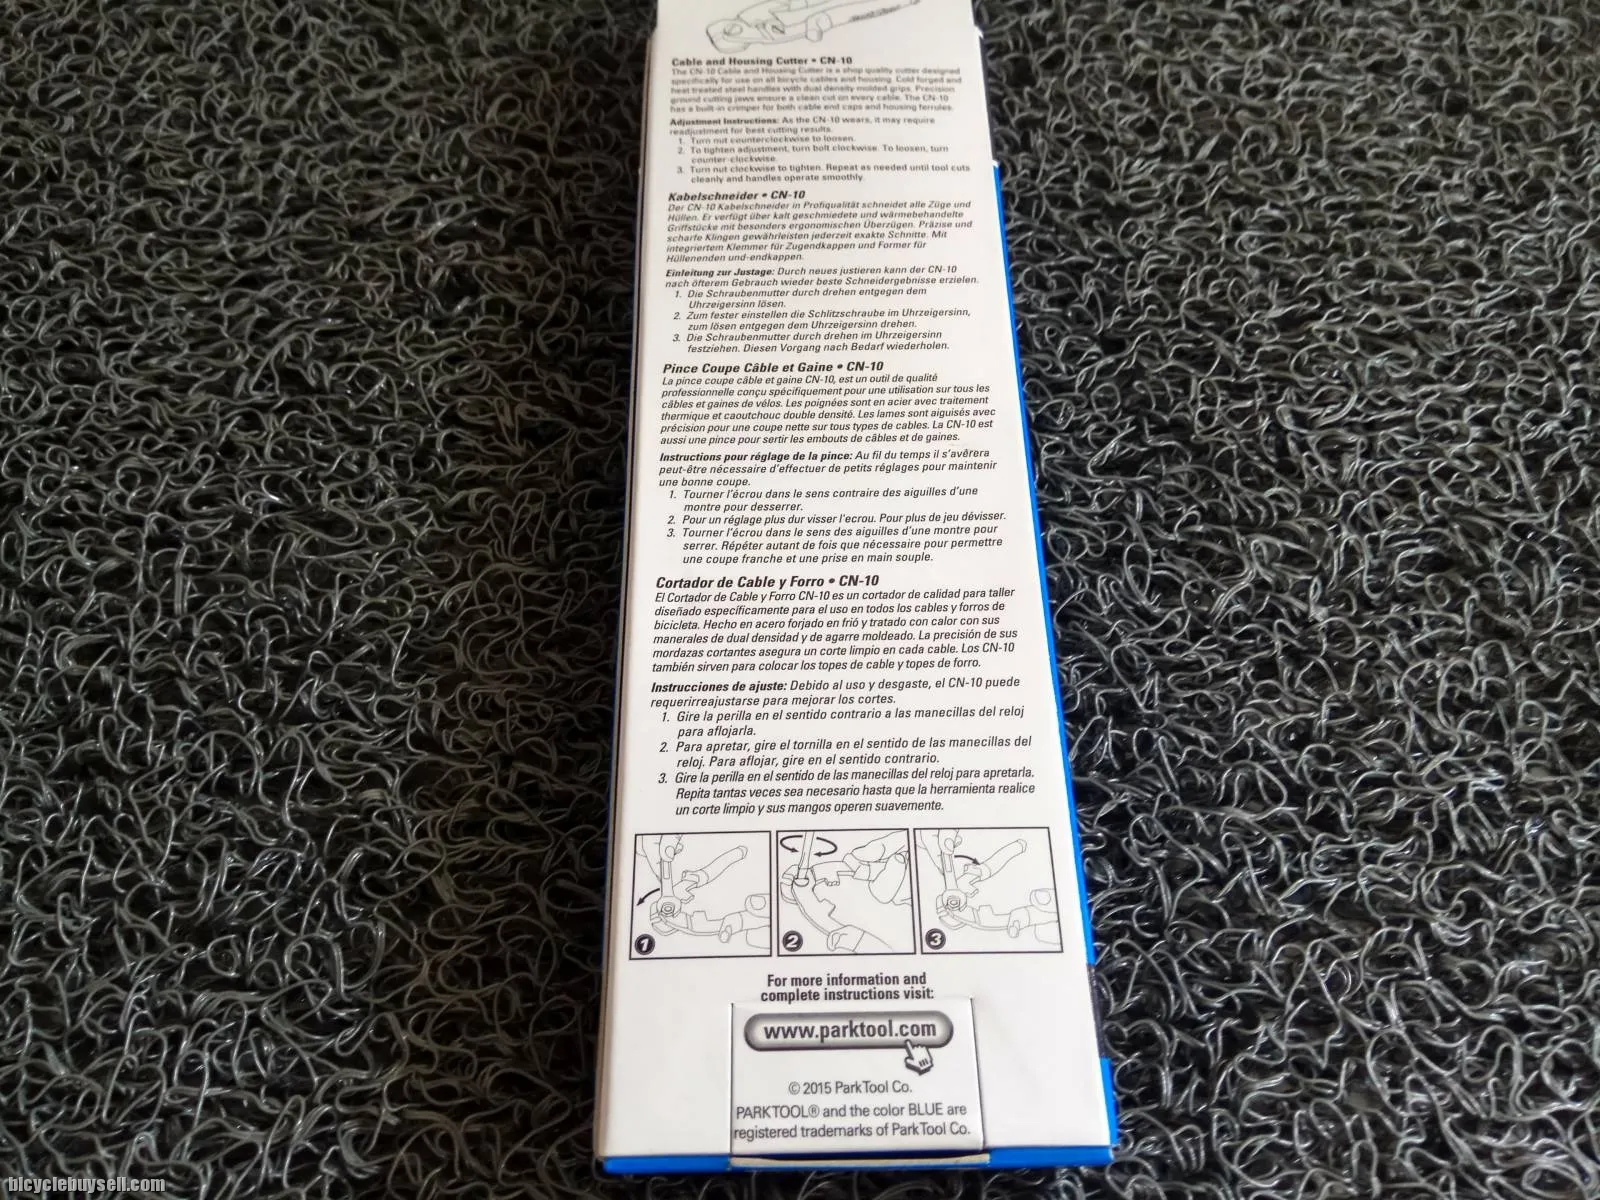 Cable and Housing Cutter • CN-10
The CN-10 Cable and Housing Cutter is a shop quality cutter designed
specifically for use on all bicycle cables and housing. Cold forged and
heat treated steel handles with dual density molded grips. Precision
ground cutting jaws ensure a clean cut on every cable. The CN-10
has a built-in crimper for both cable end caps and housing ferrules.
Adjustment Instructions: As the CN-10 wears, it may require
readjustment for best cutting results.
1. Turn nut counterclockwise to loosen.
2. To tighten adjustment, turn bolt clockwise. To loosen, turn
counter-clockwise.
3. Turn nut clockwise to tighten. Repeat as needed until tool cuts
cleanly and handles operate smoothly.
Kabelschneider • CN-10
Der CN-10 Kabelschneider in Profiqualität schneidet alle Züge und
Hüllen. Er verfügt über kalt geschmiedete und wärmebehandelte
Griffstücke mit besonders ergonomischen Überzügen. Präzise und
scharfe Klingen gewährleisten jederzeit exakte Schnitte. Mit
integriertem Klemmer für Zugendkappen und Former für
Hüllenenden und-endkappen.
Einleitung zur Justage: Durch neues justieren kann der CN-10
nach öfterem Gebrauch wieder beste Schneidergebnisse erzielen.
1. Die Schraubenmutter durch drehen entgegen dem
Uhrzeigersinn lösen.
2. Zum fester einstellen die Schlitzschraube im Uhrzeigersinn,
zum lösen entgegen dem Uhrzeigersinn drehen.
3. Die Schraubenmutter durch drehen im Uhrzeigersinn
festziehen. Diesen Vorgang nach Bedarf wiederholen.
Pince Coupe Câble et Gaine • CN-10
La pince coupe câble et gaine CN-10, est un outil de qualité
professionnelle conçu spécifiquement pour une utilisation sur tous les
câbles et gaines de vélos. Les poignées sont en acier avec traitement
thermique et caoutchouc double densité. Les lames sont aiguisés avec
précision pour une coupe nette sur tous types de cables. La CN-10 est
aussi une pince pour sertir les embouts de câbles et de gaines.
Instructions pour réglage de la pince: Au fil du temps il s'avêrera
peut-être nécessaire d'effectuer de petits réglages pour maintenir
une bonne coupe.
1. Tourner l'écrou dans le sens contraire des aiguilles d'une
montre pour desserrer.
2. Pour un réglage plus dur visser l'ecrou. Pour plus de jeu dévisser.
3. Tourner l'écrou dans le sens des aiguilles d'une montre pour
serrer. Répéter autant de fois que nécessaire pour permettre
une coupe franche et une prise en main souple.
Cortador de Cable y Forro • CN-10
El Cortador de Cable y Forro CN-10 es un cortador de calidad para taller
diseñado específicamente para el uso en todos los cables y forros de
bicicleta. Hecho en acero forjado en frió y tratado con calor con sus
manerales de dual densidad y de agarre moldeado. La precisión de sus
mordazas cortantes asegura un corte limpio en cada cable. Los CN-10
también sirven para colocar los topes de cable y topes de forro.
Instrucciones de ajuste: Debido al uso y desgaste, el CN-10 puede
requerirreajustarse para mejorar los cortes.
1. Gire la perilla en el sentido contrario a las manecillas del reloj
para aflojarla.
2. Para apretar, gire el tornilla en el sentido de las manecillas del
reloj. Para aflojar, gire en el sentido contrario.
3. Gire la perilla en el sentido de las manecillas del reloj para apretarla.
Repita tantas veces sea necesario hasta que la herramienta realice
un corte limpio y sus mangos operen suavemente.
1 2 3
For more information and
complete instructions visit:
www.parktool.com
© 2015 Park Tool Co.
PARKTOOL® and the color BLUE are
registered trademarks of Park Tool Co.
bicyclebuysell.com